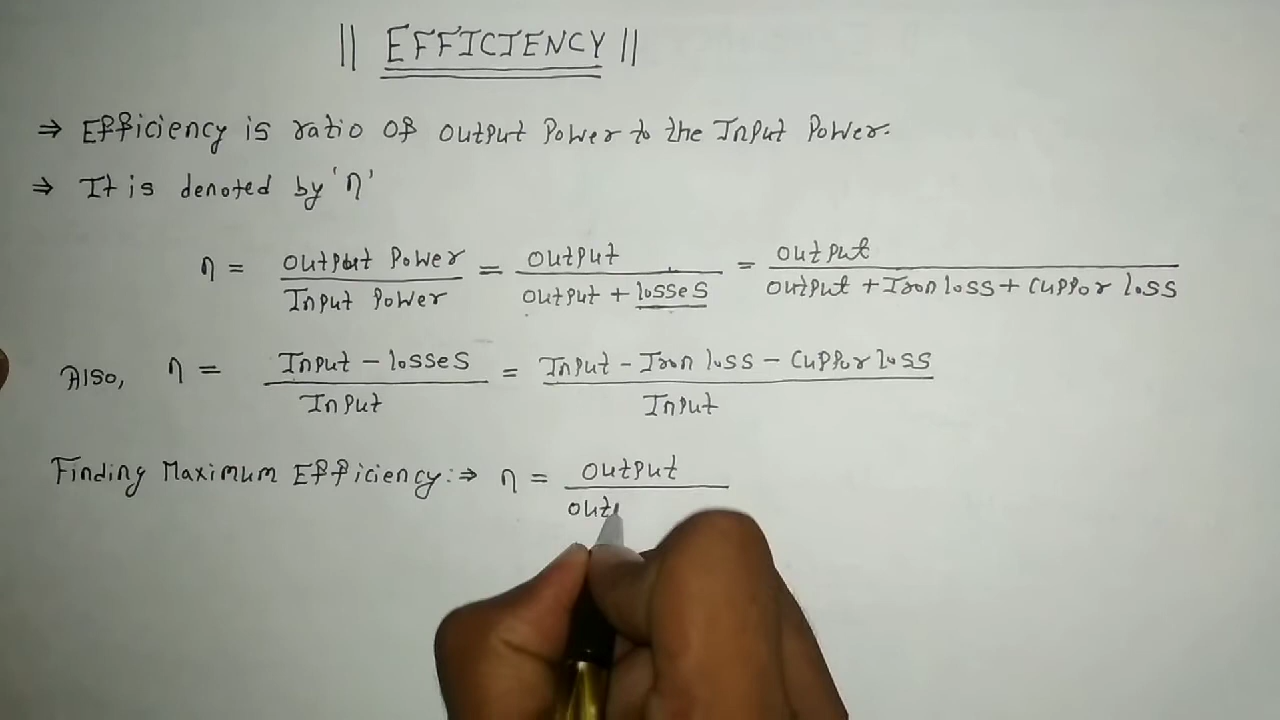 || EFFICIENCY ||
⇒ Efficiency is ratio of output Power to the Input Power.
⇒ It is denoted by 'η'
η = Output Power / Input Power = Output / Output + losses = Output / Output + Iron loss + Cuppor loss
Also, η = Input - losses / Input = Input - Iron loss - Cuppor loss / Input
Finding Maximum Efficiency:⇒ η = Output / Out